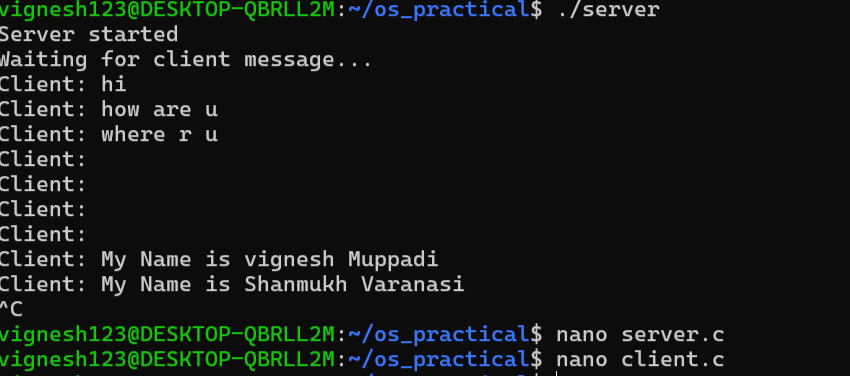 vignesh123@DESKTOP-QBRLL2M:~/os_practical$ ./server
Server started
Waiting for client message...
Client: hi
Client: how are u
Client: where r u
Client:
Client:
Client:
Client:
Client: My Name is vignesh Muppadi
Client: My Name is Shanmukh Varanasi
^C
vignesh123@DESKTOP-QBRLL2M:~/os_practical$ nano server.c
vignesh123@DESKTOP-QBRLL2M:~/os_practical$ nano client.c